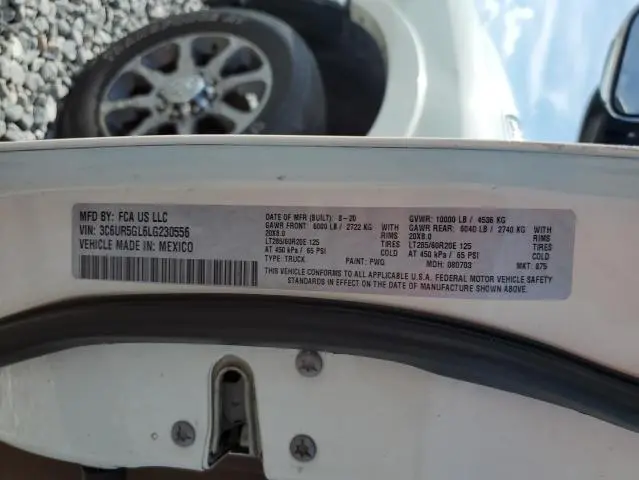 MFD BY: FCA US LLC
VIN: 3C6UR5GL6LG230556
VEHICLE MADE IN: MEXICO
DATE OF MFR (BUILT): 8-20 GVWR: 10000 LB / 4536 KG
GAWR FRONT 6000 LB / 2722 KG WITH GAWR REAR: 6040 LB / 2740 KG WITH
20X8.0 RIMS 20X8.0 RIMS
LT285/60R20E 125 TIRES LT285/60R20E 125 TIRES
AT 450 kPa / 65 PSI COLD AT 450 kPa / 65 PSI COLD
TYPE: TRUCK PAINT: PWQ MDH: 080703 MKT: 875
THIS VEHICLE CONFORMS TO ALL APPLICABLE U.S.A. FEDERAL MOTOR VEHICLE SAFETY
STANDARDS IN EFFECT ON THE DATE OF MANUFACTURE SHOWN ABOVE.